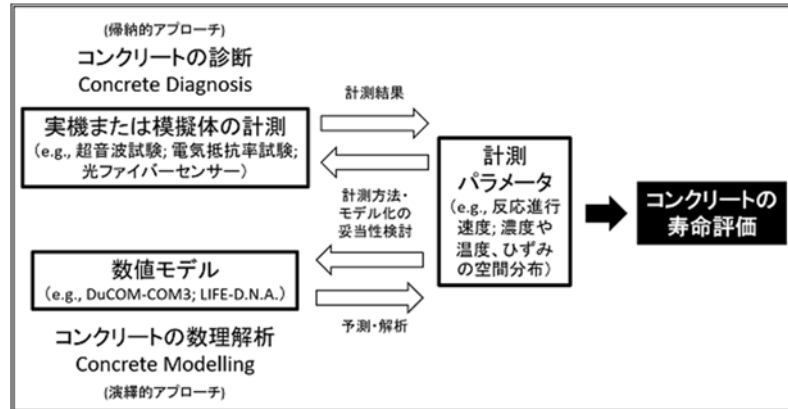 (帰納的アプローチ)
コンクリートの診断
Concrete Diagnosis
実機または模擬体の計測
(e.g., 超音波試験; 電気抵抗率試験;
光ファイバーセンサー)
計測結果
計測方法・
モデル化の
妥当性検討
数値モデル
(e.g., DuCOM-COM3; LIFE-D.N.A.)
予測・解析
コンクリートの数理解析
Concrete Modelling
(演繹的アプローチ)
計測
パラメータ
(e.g., 反応進行
速度; 濃度や
温度、ひずみ
の空間分布)
コンクリートの
寿命評価